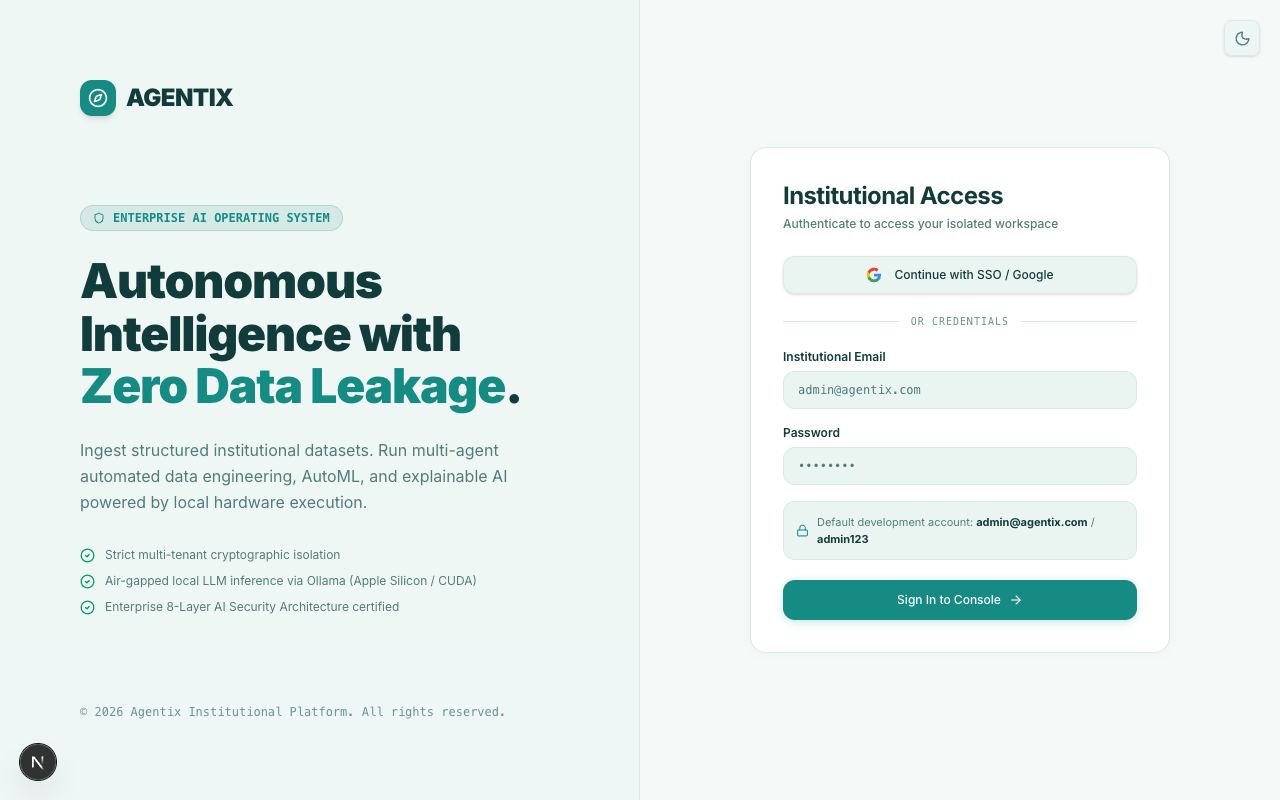 AGENTIX
ENTERPRISE AI OPERATING SYSTEM
Autonomous
Intelligence with
Zero Data Leakage.
Ingest structured institutional datasets. Run multi-agent
automated data engineering, AutoML, and explainable AI
powered by local hardware execution.
Strict multi-tenant cryptographic isolation
Air-gapped local LLM inference via Ollama (Apple Silicon / CUDA)
Enterprise 8-Layer AI Security Architecture certified
© 2026 Agentix Institutional Platform. All rights reserved.
N
Institutional Access
Authenticate to access your isolated workspace
Continue with SSO / Google
OR CREDENTIALS
Institutional Email
admin@agentix.com
Password
••••••••
Default development account: admin@agentix.com /
admin123
Sign In to Console